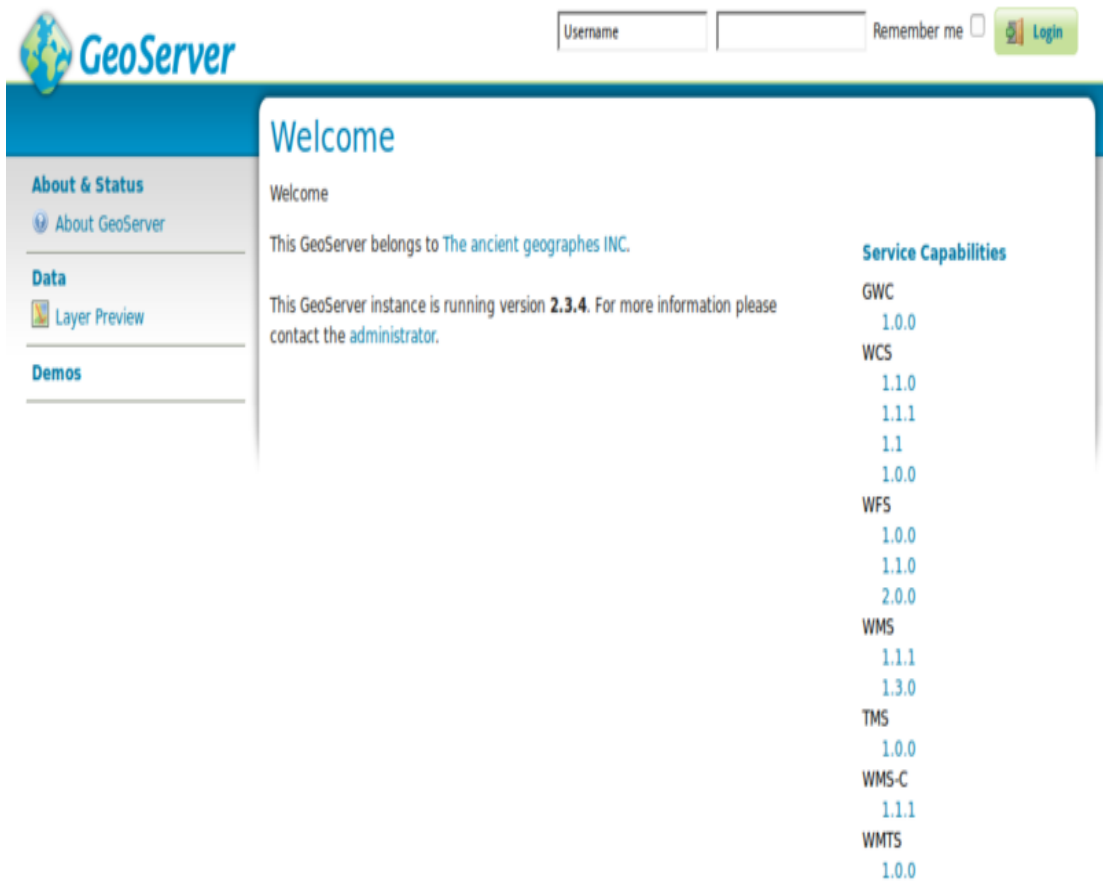 GeoServer
Username
Remember me
Login
Welcome
About & Status
About GeoServer
Data
Layer Preview
Demos
Welcome
This GeoServer belongs to The ancient geographes INC.
This GeoServer instance is running version 2.3.4. For more information please
contact the administrator.
Service Capabilities
GWC
1.0.0
WCS
1.1.0
1.1.1
1.1
1.0.0
WFS
1.0.0
1.1.0
2.0.0
WMS
1.1.1
1.3.0
TMS
1.0.0
WMS-C
1.1.1
WMTS
1.0.0